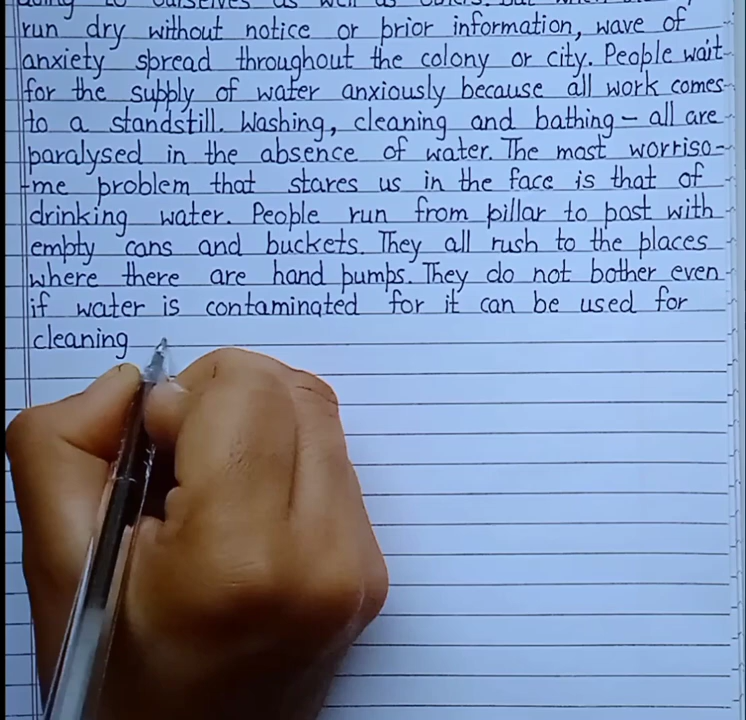 to ourselves as well as
run dry without notice or prior information, wave of
anxiety spread throughout the colony or city. People wait
for the supply of water anxiously because all work comes
to a standstill. Washing, cleaning and bathing – all are
paralysed in the absence of water. The most worriso-
-me problem that stares us in the face is that of
drinking water. People run from pillar to post with
empty cans and buckets. They all rush to the places
where there are hand pumps. They do not bother even
if water is contaminated for it can be used for
cleaning